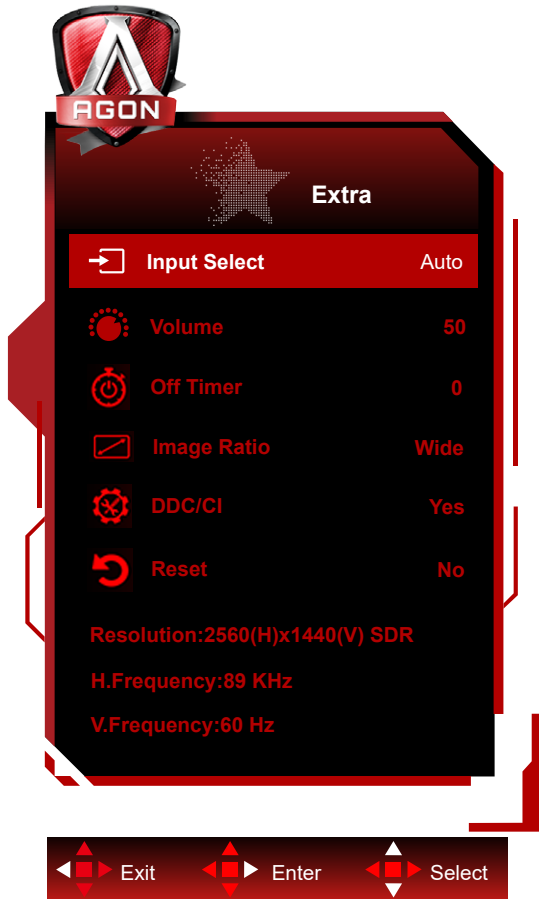 AGON
Extra
Input Select Auto
Volume 50
Off Timer 0
Image Ratio Wide
DDC/CI Yes
Reset No
Resolution:2560(H)x1440(V) SDR
H.Frequency:89 KHz
V.Frequency:60 Hz
Exit Enter Select